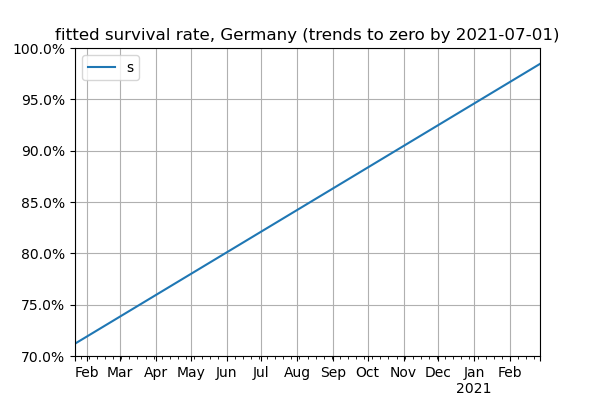 fitted survival rate, Germany (trends to zero by 2021-07-01)
100.0%
95.0%
90.0%
85.0%
80.0%
75.0%
70.0%
s
Feb Mar Apr May Jun Jul Aug Sep Oct Nov Dec Jan Feb
2021